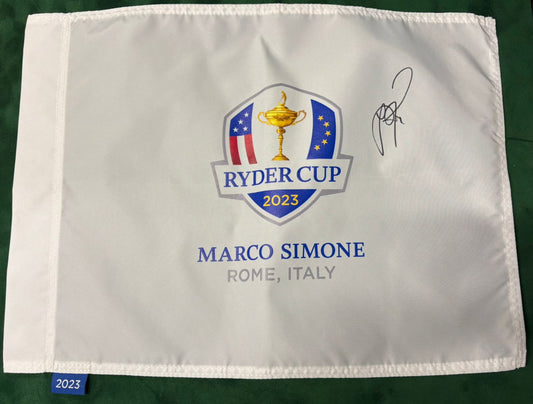 RYDER CUP
2023
MARCO SIMONE
ROME, ITALY
2023